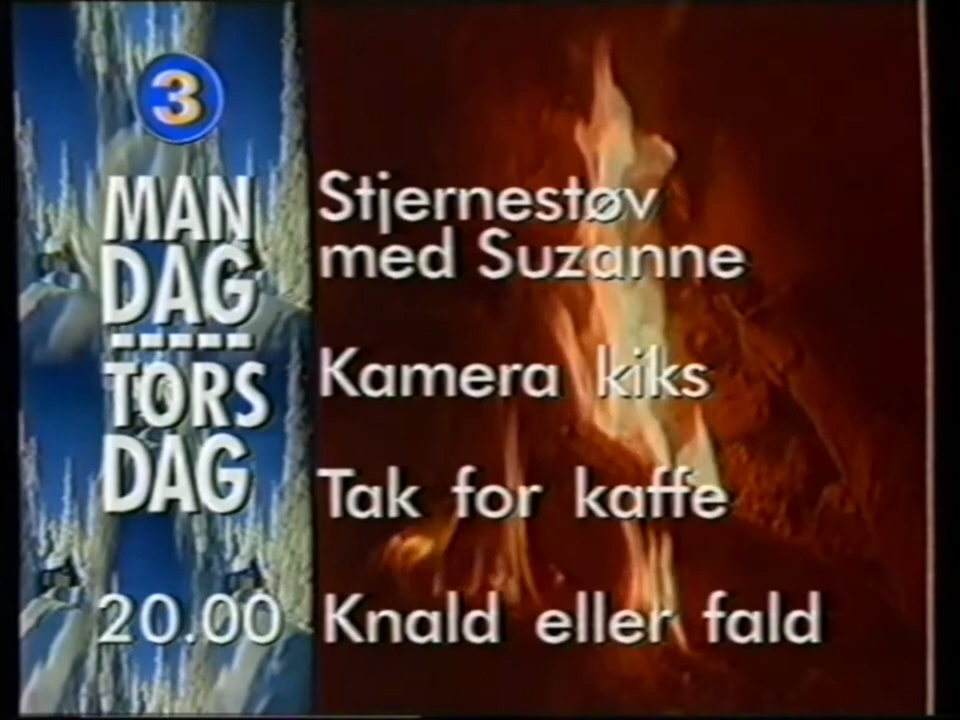 3
MAN
DAG
-----
TORS
DAG
Stjernestøv
med Suzanne
Kamera kiks
Tak for kaffe
20.00 Knald eller fald